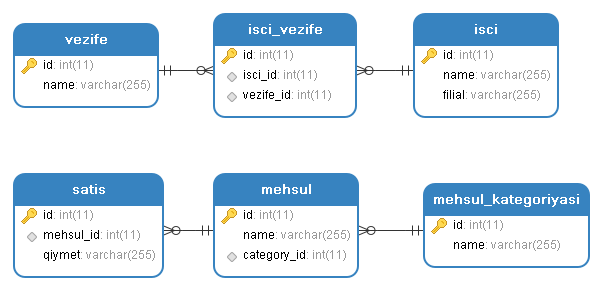 vezife
id: int(11)
name: varchar(255)
isci_vezife
id: int(11)
isci_id: int(11)
vezife_id: int(11)
isci
id: int(11)
name: varchar(255)
filial: varchar(255)
satis
id: int(11)
mehsul_id: int(11)
qiymet: varchar(255)
mehsul
id: int(11)
name: varchar(255)
category_id: int(11)
mehsul_kategoriyasi
id: int(11)
name: varchar(255)